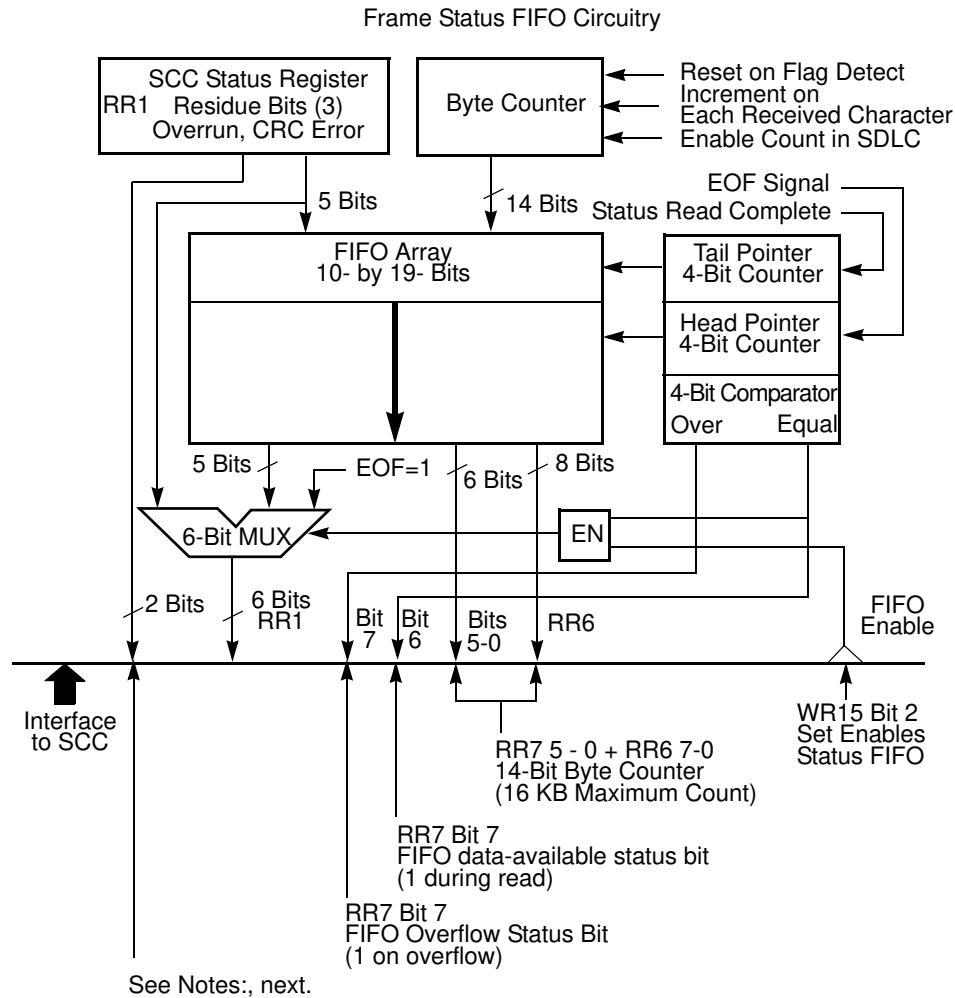 Frame Status FIFO Circuitry
SCC Status Register
RR1 Residue Bits (3)
Overrun, CRC Error
Byte Counter
Reset on Flag Detect
Increment on
Each Received Character
Enable Count in SDLC
EOF Signal
Status Read Complete
5 Bits
14 Bits
FIFO Array
10- by 19- Bits
Tail Pointer
4-Bit Counter
Head Pointer
4-Bit Counter
4-Bit Comparator
Over Equal
5 Bits
EOF=1
6 Bits
8 Bits
6-Bit MUX
EN
2 Bits
6 Bits
RR1
Bit
7
Bit
6
Bits
5-0
RR6
FIFO
Enable
Interface
to SCC
WR15 Bit 2
Set Enables
Status FIFO
RR7 5 - 0 + RR6 7-0
14-Bit Byte Counter
(16 KB Maximum Count)
RR7 Bit 7
FIFO data-available status bit
(1 during read)
RR7 Bit 7
FIFO Overflow Status Bit
(1 on overflow)
See Notes:, next.